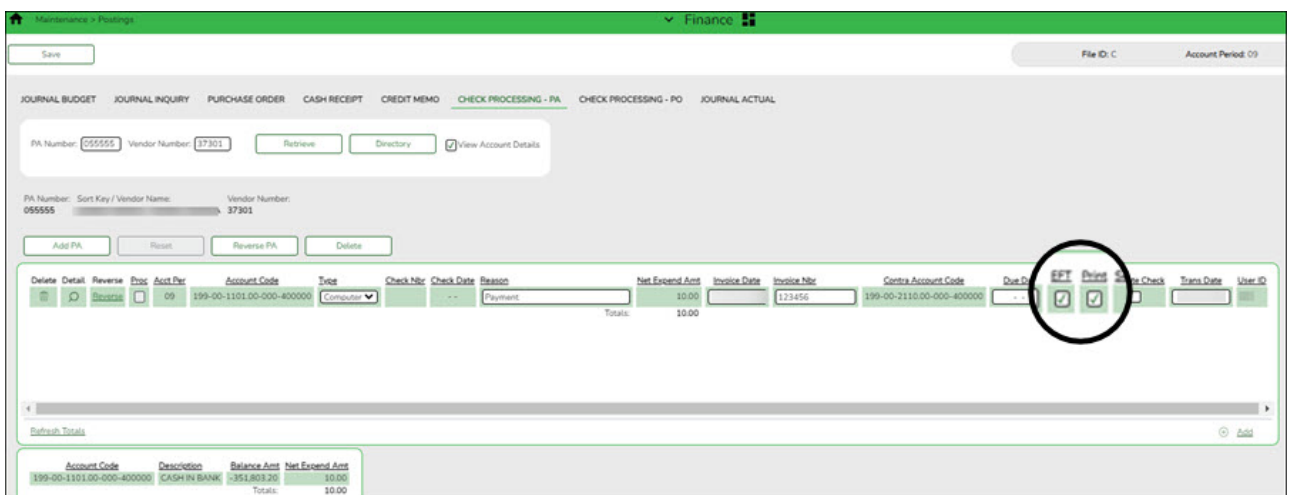 Maintenance > Postings
Finance
Save
File ID: C
Account Period: 09
JOURNAL BUDGET JOURNAL INQUIRY PURCHASE ORDER CASH RECEIPT CREDIT MEMO CHECK PROCESSING - PA CHECK PROCESSING - PO JOURNAL ACTUAL
PA Number: 055555 Vendor Number: 37301 Retrieve Directory View Account Details
PA Number: Sort Key / Vendor Name: Vendor Number:
055555 37301
Add PA Reset Reverse PA Delete
Delete Detail Reverse Proc Acct Per Account Code Type Check Nbr Check Date Reason Net Expend Amt Invoice Date Invoice Nbr Contra Account Code Due D EFT Print te Check Trans Date User ID
Reverse 09 199-00-1101.00-000-400000 Computer -- Payment 10.00 123456 199-00-2110.00-000-400000 - -
Totals: 10.00
Refresh Totals Add
Account Code Description Balance Amt Net Expend Amt
199-00-1101.00-000-400000 CASH IN BANK -351,803.20 10.00
Totals: 10.00